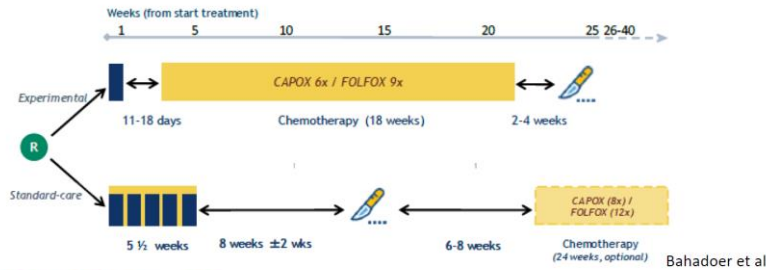 Weeks (from start treatment)
1 5 10 15 20 25 26-40
Experimental
CAPOX 6x / FOLFOX 9x
11-18 days Chemotherapy (18 weeks) 2-4 weeks
R
Standard-care
CAPOX (8x) /
FOLFOX (12x)
5 ½ weeks 8 weeks ±2 wks 6-8 weeks Chemotherapy
(24 weeks, optional)
Bahadoer et al